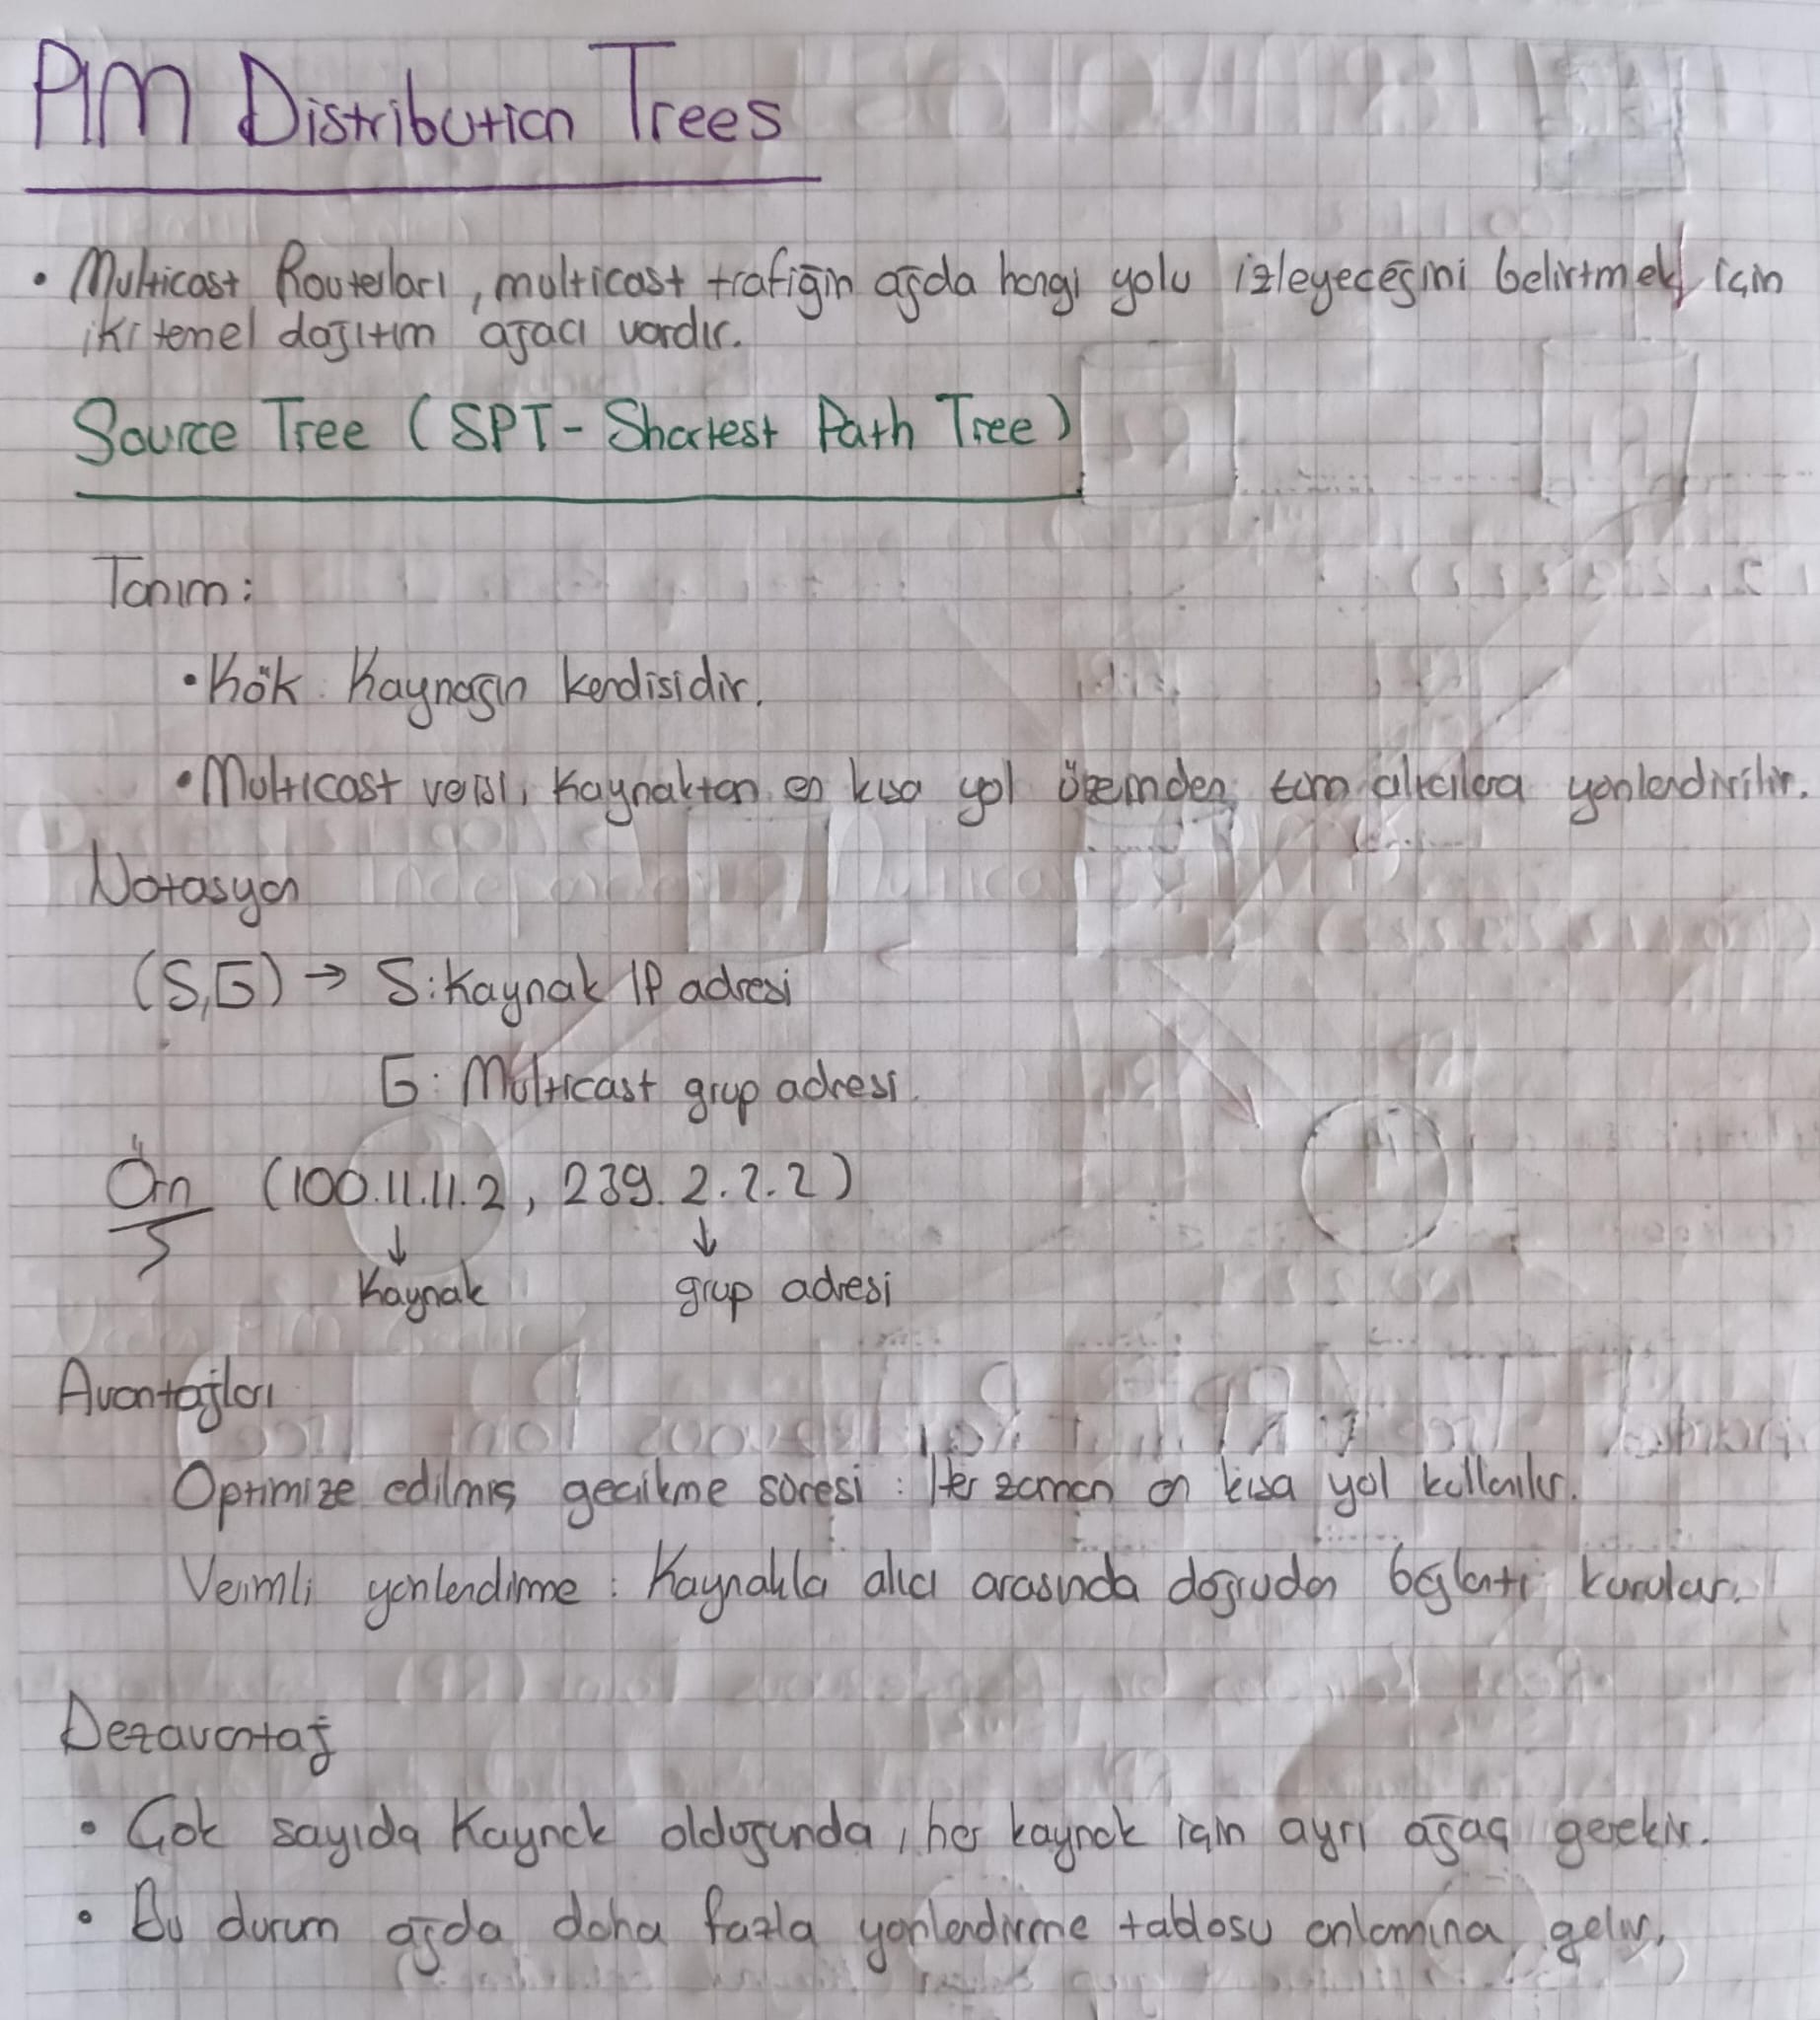 PIM Distribution Trees
• Multicast Routerları, multicast trafiğin ağda hangi yolu izleyeceğini belirtmek için
iki temel dağıtım ağacı vardır.
Source Tree (SPT- Shortest Path Tree)
Tanım:
• Kök: Kaynağın kendisidir.
• Multicast verisi, kaynaktan en kısa yol üzerinden tüm alıcılara yönlendirilir.
Notasyon
(S,G) → S: Kaynak IP adresi
G: Multicast grup adresi.
Örn (100.11.11.2, 239.2.2.2)
↓ ↓
Kaynak grup adresi
Avantajları
Optimize edilmiş gecikme süresi: Her zaman en kısa yol kullanılır.
Verimli yönlendirme: Kaynakla alıcı arasında doğrudan bağlantı kurulur.
Dezavantaj
• Çok sayıda kaynak olduğunda, her kaynak için ayrı ağaç gerekir.
• Bu durum ağda daha fazla yönlendirme tablosu anlamına gelir.